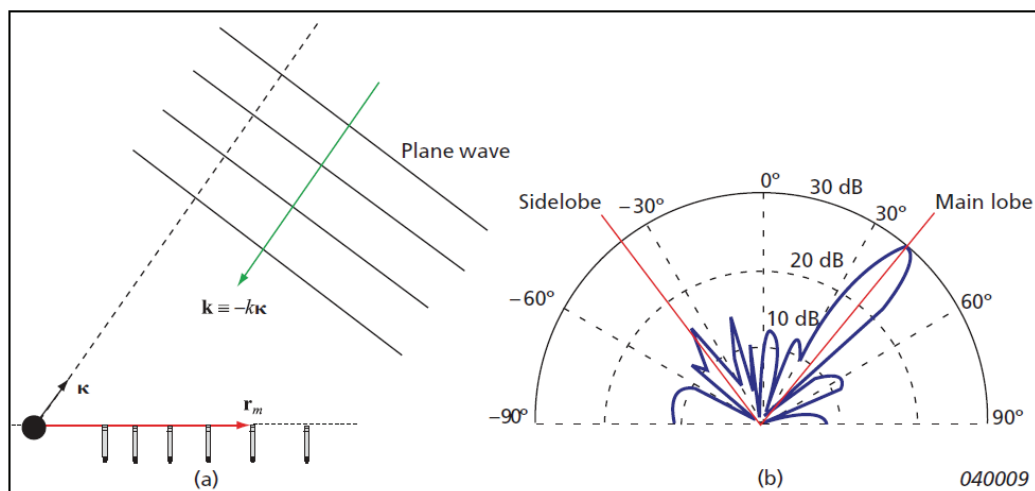 Plane wave
k ≡ −kκ
κ
r_m
(a)
Sidelobe
−30°
0°
30 dB
30°
Main lobe
20 dB
−60°
60°
10 dB
−90°
90°
(b)
040009